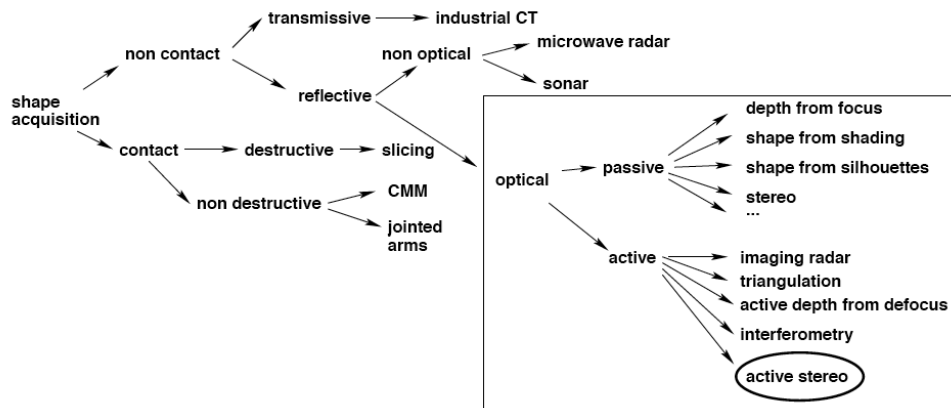 transmissive
industrial CT
non contact
non optical
microwave radar
reflective
sonar
shape
acquisition
contact
destructive
slicing
non destructive
CMM
jointed
arms
optical
passive
depth from focus
shape from shading
shape from silhouettes
stereo
...
active
imaging radar
triangulation
active depth from defocus
interferometry
active stereo